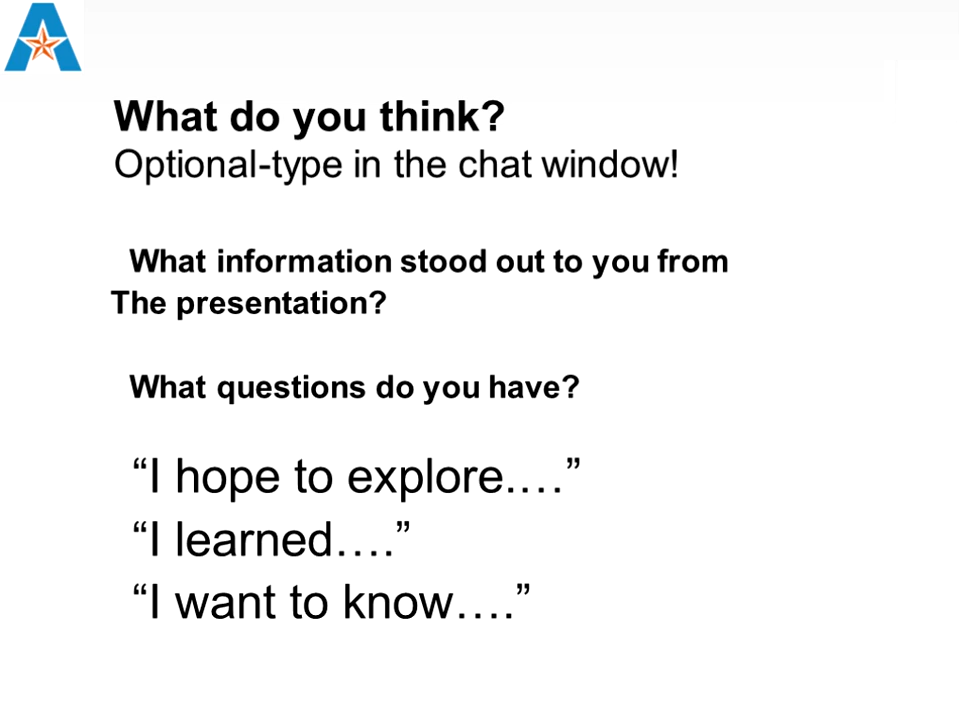 What do you think?
Optional-type in the chat window!
What information stood out to you from
The presentation?
What questions do you have?
“I hope to explore.…”
“I learned….”
“I want to know….”